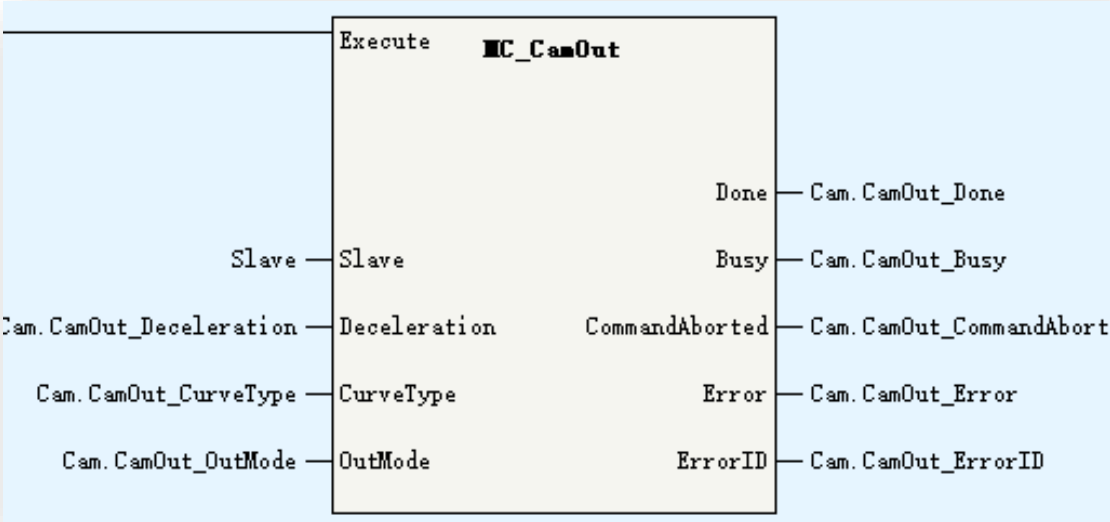 Execute MC_CamOut
Done Cam.CamOut_Done
Slave Slave Busy Cam.CamOut_Busy
Cam.CamOut_Deceleration Deceleration CommandAborted Cam.CamOut_CommandAbort
Cam.CamOut_CurveType CurveType Error Cam.CamOut_Error
Cam.CamOut_OutMode OutMode ErrorID Cam.CamOut_ErrorID